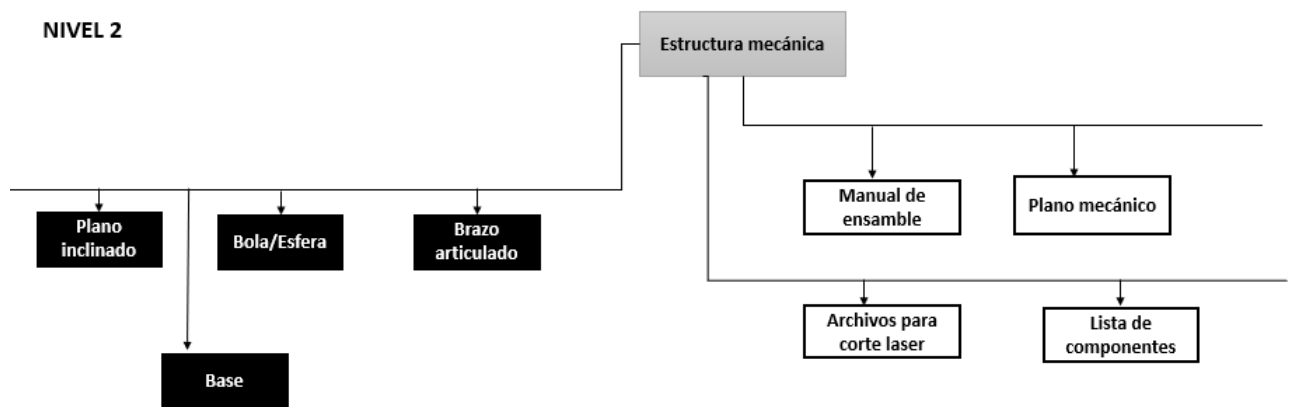 NIVEL 2
Estructura mecánica
Manual de
ensamble
Plano mecánico
Plano
inclinado
Bola/Esfera
Brazo
articulado
Archivos para
corte laser
Lista de
componentes
Base